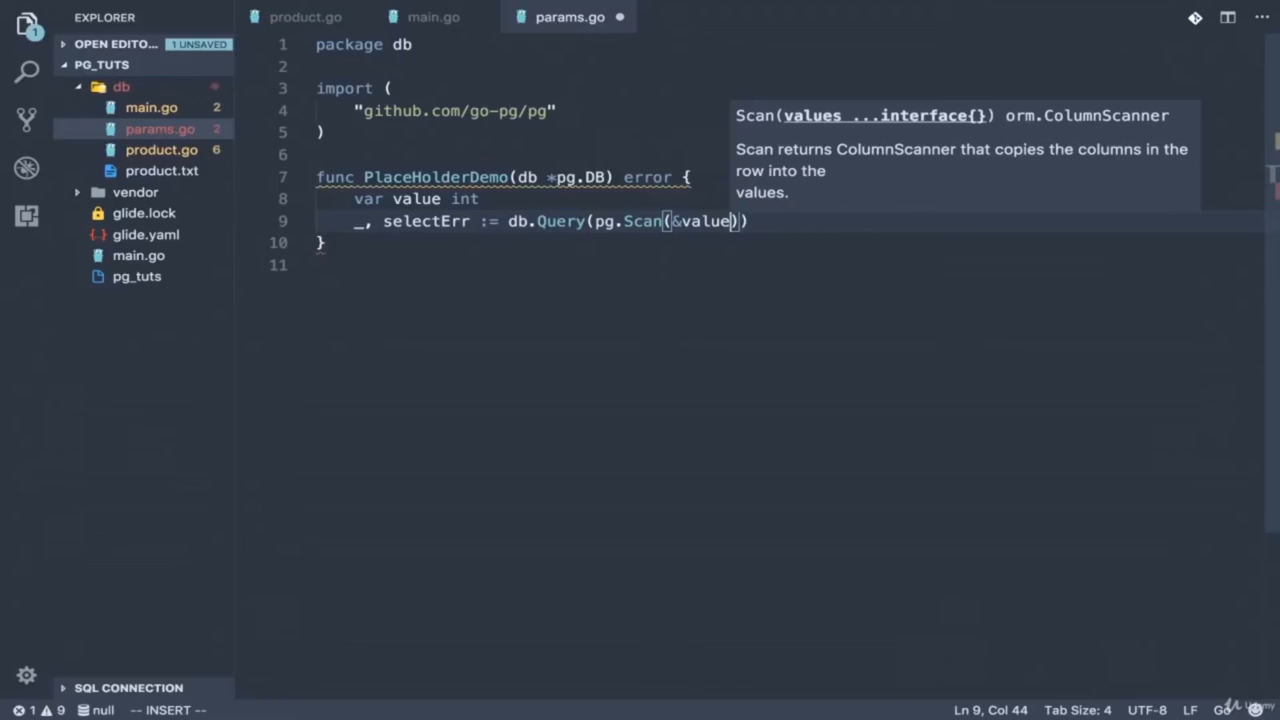 EXPLORER
product.go
main.go
params.go
OPEN EDITO...
1 UNSAVED
PG_TUTS
db
main.go
2
params.go
2
product.go
6
product.txt
vendor
glide.lock
glide.yaml
main.go
pg_tuts
SQL CONNECTION
1
1 package db
2
3 import (
4 "github.com/go-pg/pg"
5 )
6
7 func PlaceHolderDemo(db *pg.DB) error {
8 var value int
9 _, selectErr := db.Query(pg.Scan(&value))
10 }
11
Scan(values ...interface{}) orm.ColumnScanner
Scan returns ColumnScanner that copies the columns in the
row into the
values.
1 9 null -- INSERT --
Ln 9, Col 44 Tab Size: 4 UTF-8 LF Go
Udemy